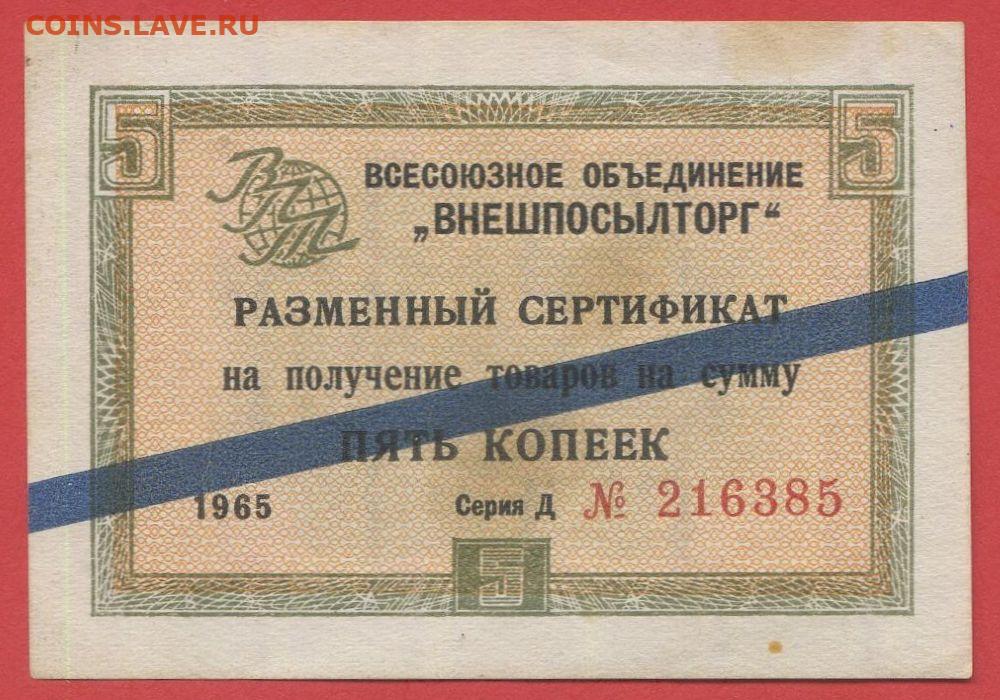 COINS.LAVE.RU
5 5
ВПТ
ВСЕСОЮЗНОЕ ОБЪЕДИНЕНИЕ
„ВНЕШПОСЫЛТОРГ“
РАЗМЕННЫЙ СЕРТИФИКАТ
на получение товаров на сумму
ПЯТЬ КОПЕЕК
1965 Серия Д № 216385
5